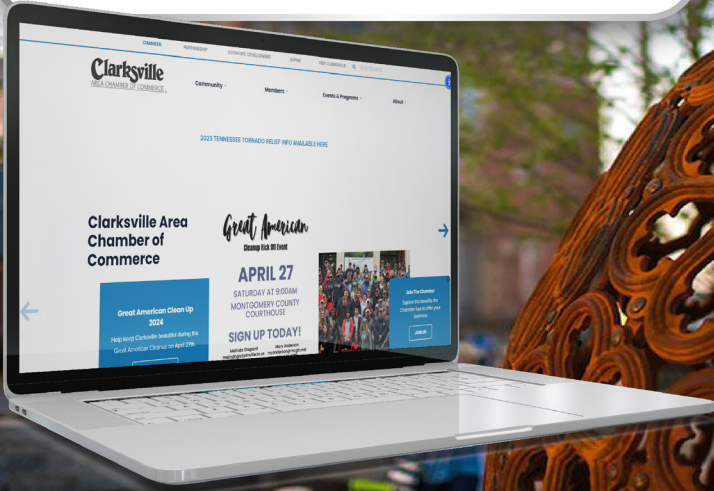 CHAMBER
PARTNERSHIP
ECONOMIC DEVELOPMENT
ASPIRE
VISIT CLARKSVILLE
Clarksville
AREA CHAMBER OF COMMERCE
Community
Members
Events & Programs
About
2023 TENNESSEE TORNADO RELIEF INFO AVAILABLE HERE
Clarksville Area
Chamber of
Commerce
Great American Clean Up
2024
Help keep Clarksville beautiful during the
Great American Cleanup on April 27th.
Great American
Cleanup Kick Off Event
APRIL 27
SATURDAY AT 9:00AM
MONTGOMERY COUNTY
COURTHOUSE
SIGN UP TODAY!
Join The Chamber
Explore the benefits the
Chamber has to offer your
business.
JOIN US